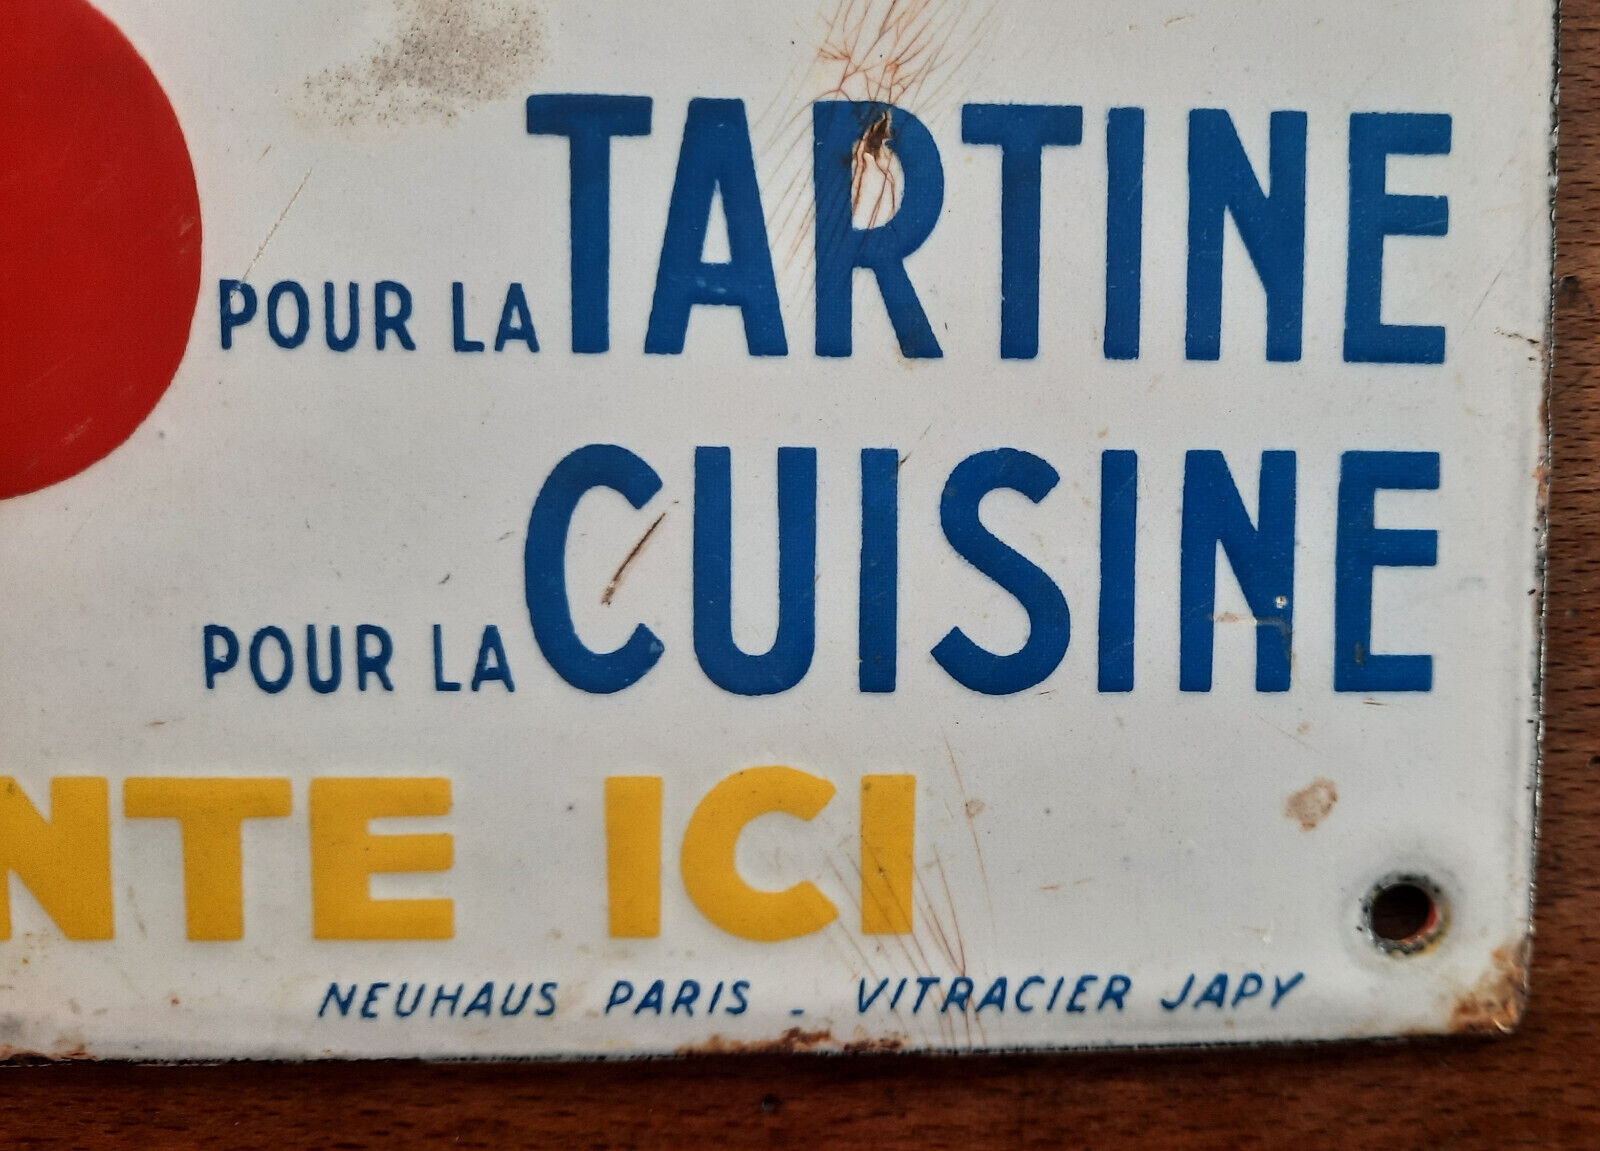 POUR LA TARTINE
POUR LA CUISINE
NTE ICI
NEUHAUS PARIS - VITRACIER JAPY